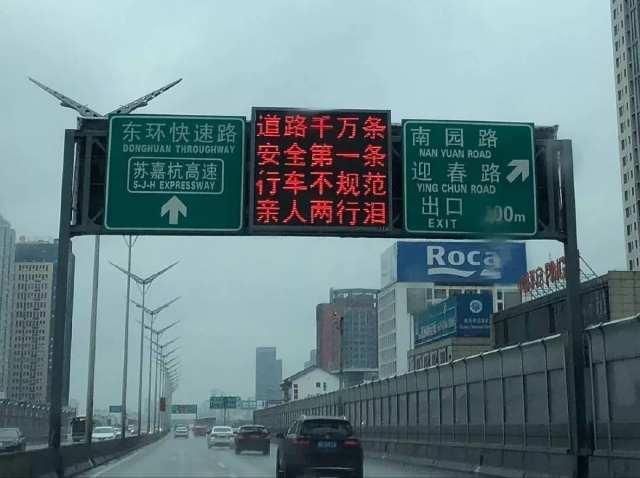 东环快速路
DONGHUAN THROUGHWAY
苏嘉杭高速
S-J-H EXPRESSWAY
道路千万条
安全第一条
行车不规范
亲人两行泪
南园路
NAN YUAN ROAD
迎春路
YING CHUN ROAD
出口
EXIT
00m
Roca